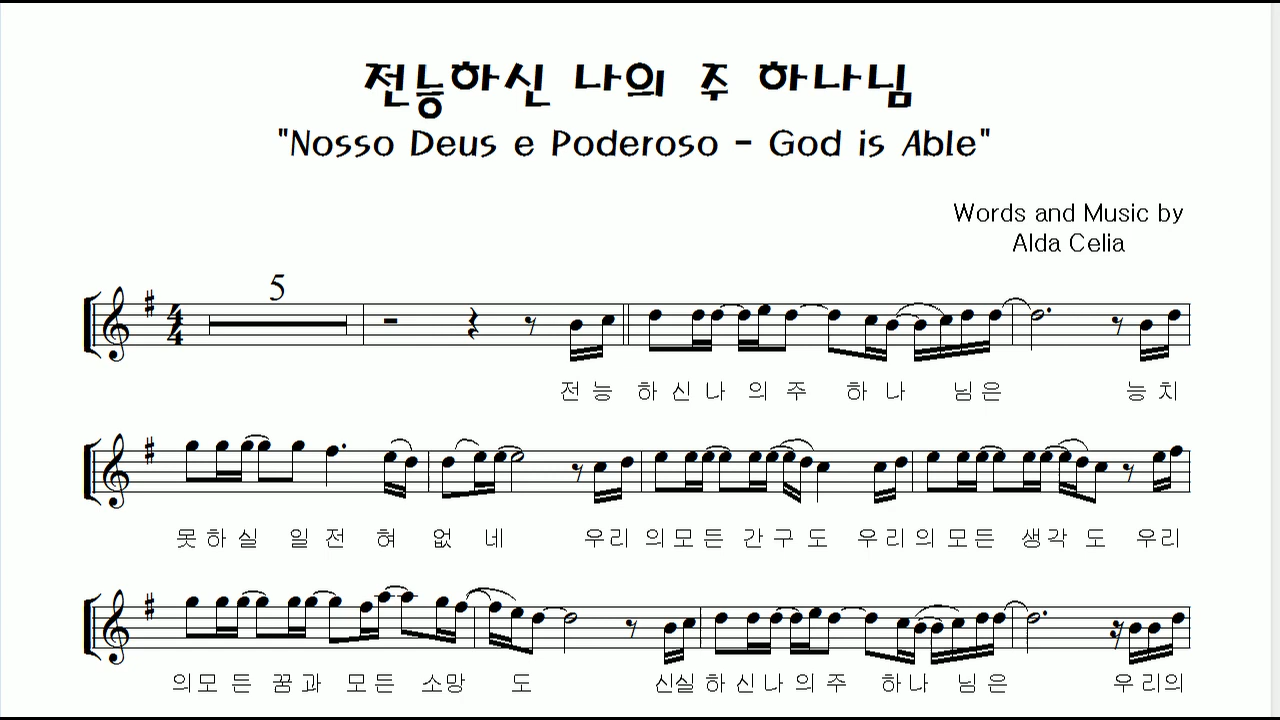 전능하신 나의 주 하나님
"Nosso Deus e Poderoso - God is Able"
Words and Music by
Alda Celia
5
전 능 하 신 나 의 주 하 나 님 은 능 치
못 하 실 일 전 혀 없 네 우 리 의 모 든 간 구 도 우 리 의 모 든 생 각 도 우 리
의 모 든 꿈 과 모 든 소 망 도 신 실 하 신 나 의 주 하 나 님 은 우 리 의